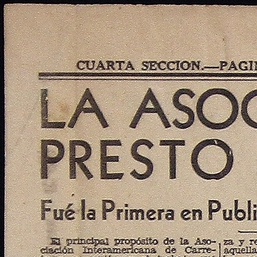 CUARTA SECCION.—PAGIN
LA ASOC
PRESTO
Fué la Primera en Publi
El principal propósito de la Aso-
ciación Interamericana de Carre-
za y re
aquella